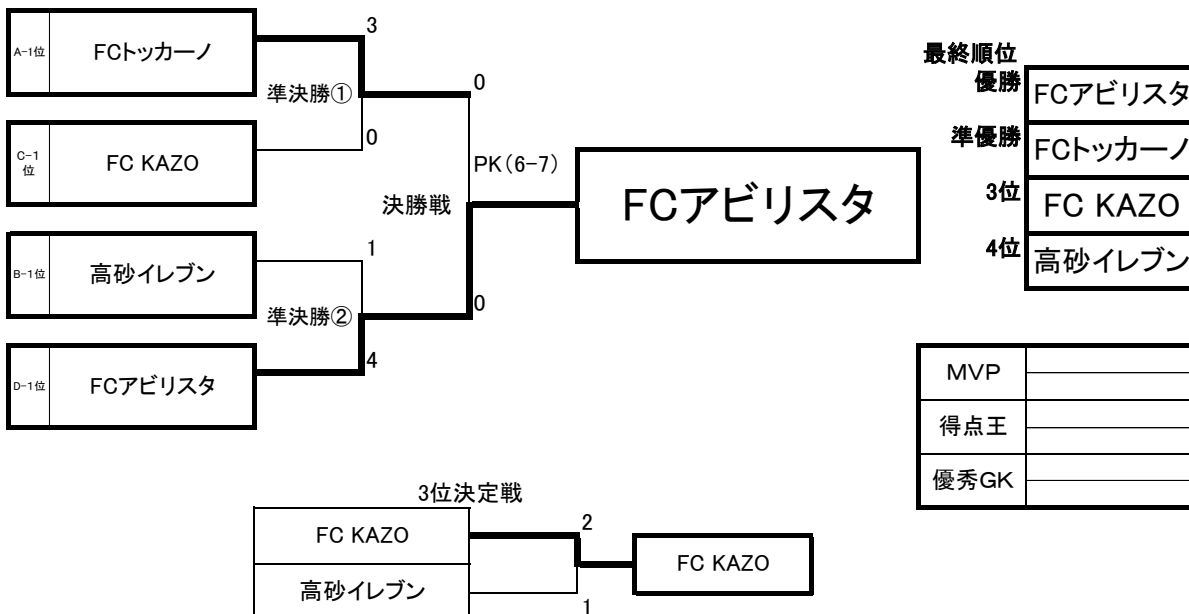 A-1位
FCトッカーノ
3
準決勝①
0
C-1
位
FC KAZO
0
PK(6-7)
決勝戦
FCアビリスタ
B-1位
高砂イレブン
1
準決勝②
0
D-1位
FCアビリスタ
4
最終順位
優勝
FCアビリスタ
準優勝
FCトッカーノ
3位
FC KAZO
4位
高砂イレブン
MVP
得点王
優秀GK
3位決定戦
FC KAZO
2
FC KAZO
高砂イレブン
1